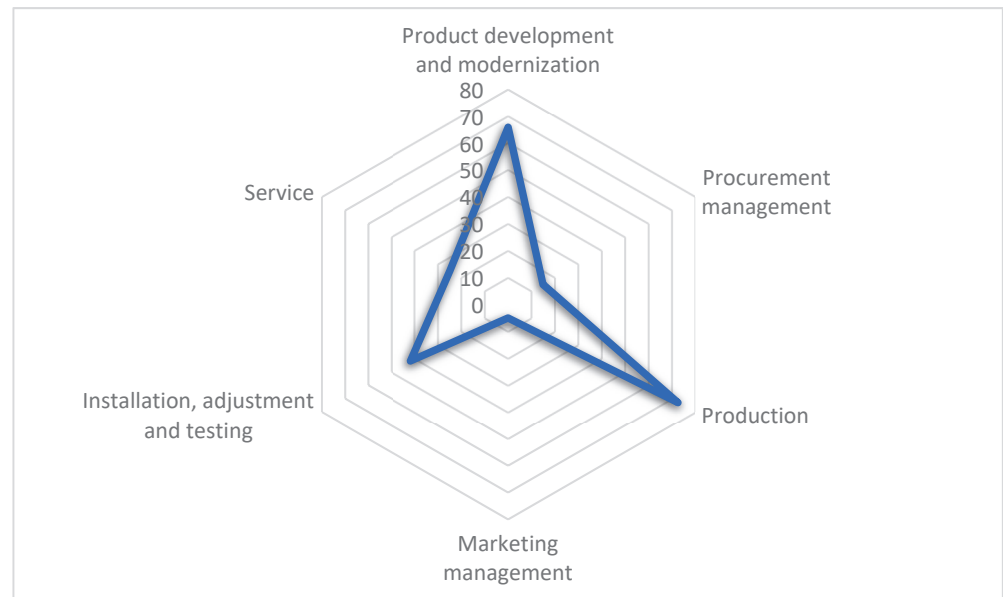 Product development
and modernization
80
70
60
50
40
30
20
10
0
Procurement
management
Service
Installation, adjustment
and testing
Production
Marketing
management